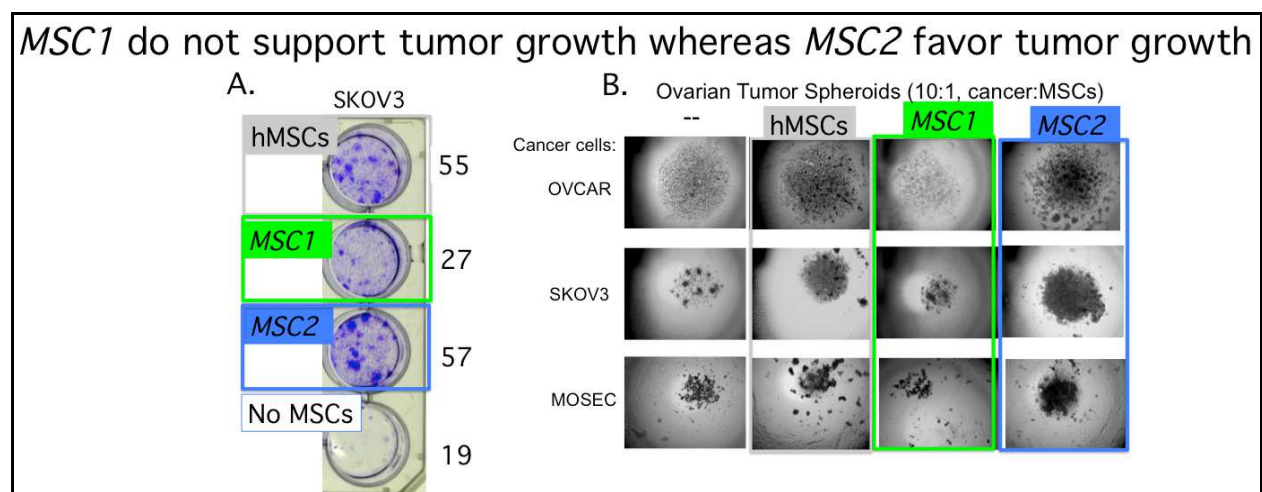 MSC1 do not support tumor growth whereas MSC2 favor tumor growth
A.
SKOV3
hMSCs
55
MSC1
27
MSC2
57
No MSCs
19
B.
Ovarian Tumor Spheroids (10:1, cancer:MSCs)
--
hMSCs
MSC1
MSC2
Cancer cells:
OVCAR
SKOV3
MOSEC